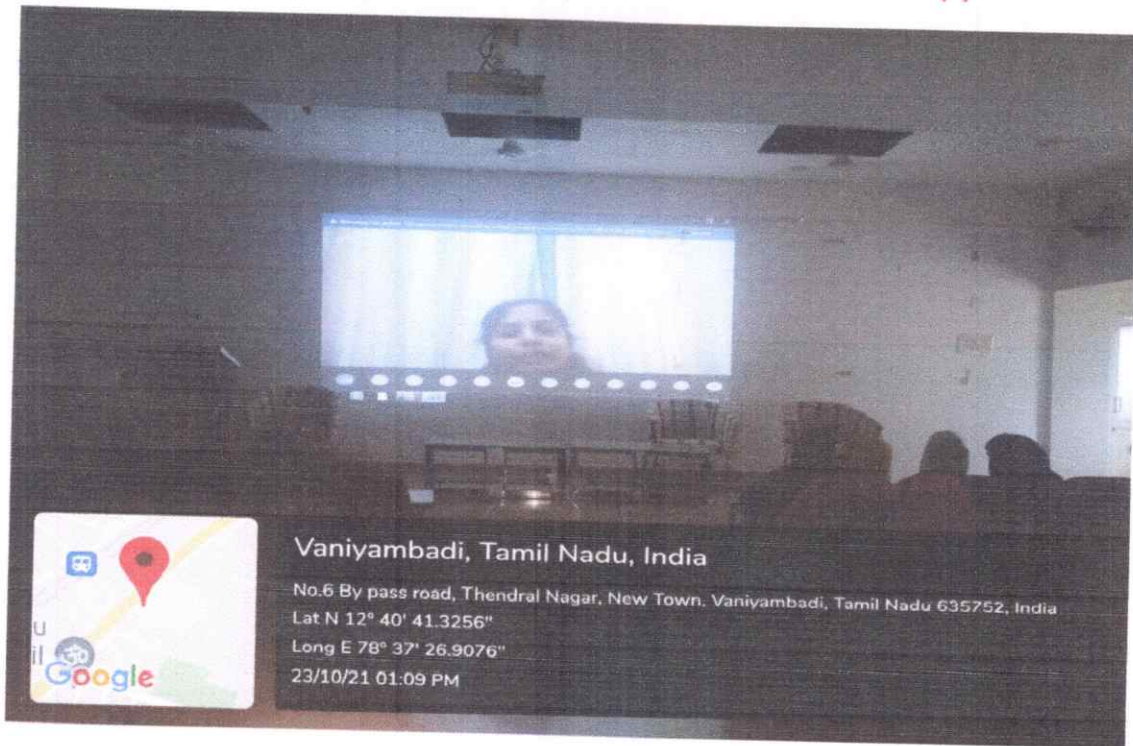 Vaniyambadi, Tamil Nadu, India
No.6 By pass road, Thendral Nagar, New Town, Vaniyambadi, Tamil Nadu 635752, India
Lat N 12° 40' 41.3256"
Long E 78° 37' 26.9076"
23/10/21 01:09 PM
Google